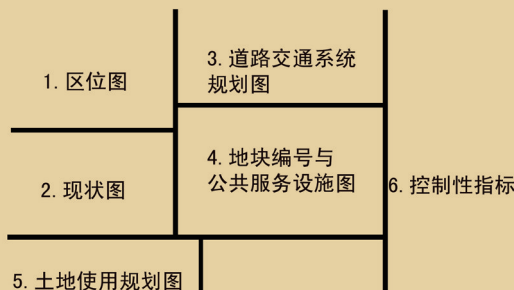 1. 区位图
2. 现状图
3. 道路交通系统
规划图
4. 地块编号与
公共服务设施图
5. 土地使用规划图
6. 控制性指标